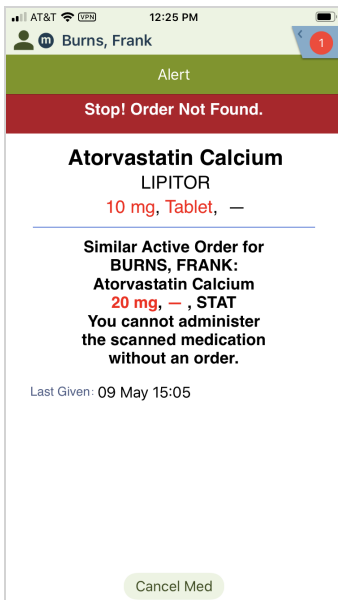 AT&T VPN 12:25 PM
m Burns, Frank 1
Alert
Stop! Order Not Found.
Atorvastatin Calcium
LIPITOR
10 mg, Tablet, —
Similar Active Order for
BURNS, FRANK:
Atorvastatin Calcium
20 mg, — , STAT
You cannot administer
the scanned medication
without an order.
Last Given: 09 May 15:05
Cancel Med